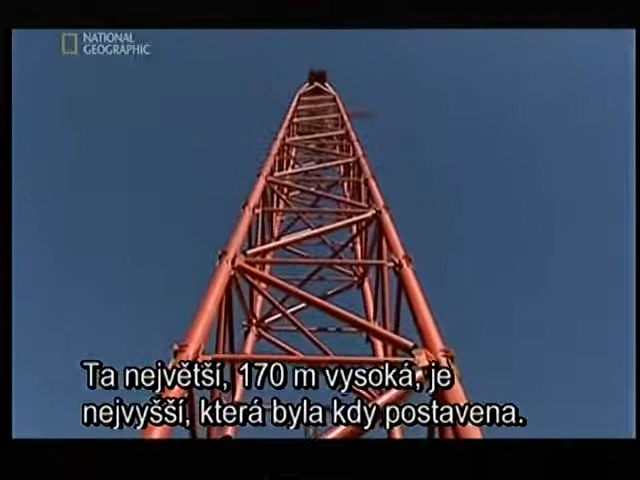 NATIONAL
GEOGRAPHIC
Ta největší, 170 m vysoká, je
nejvyšší, která byla kdy postavena.